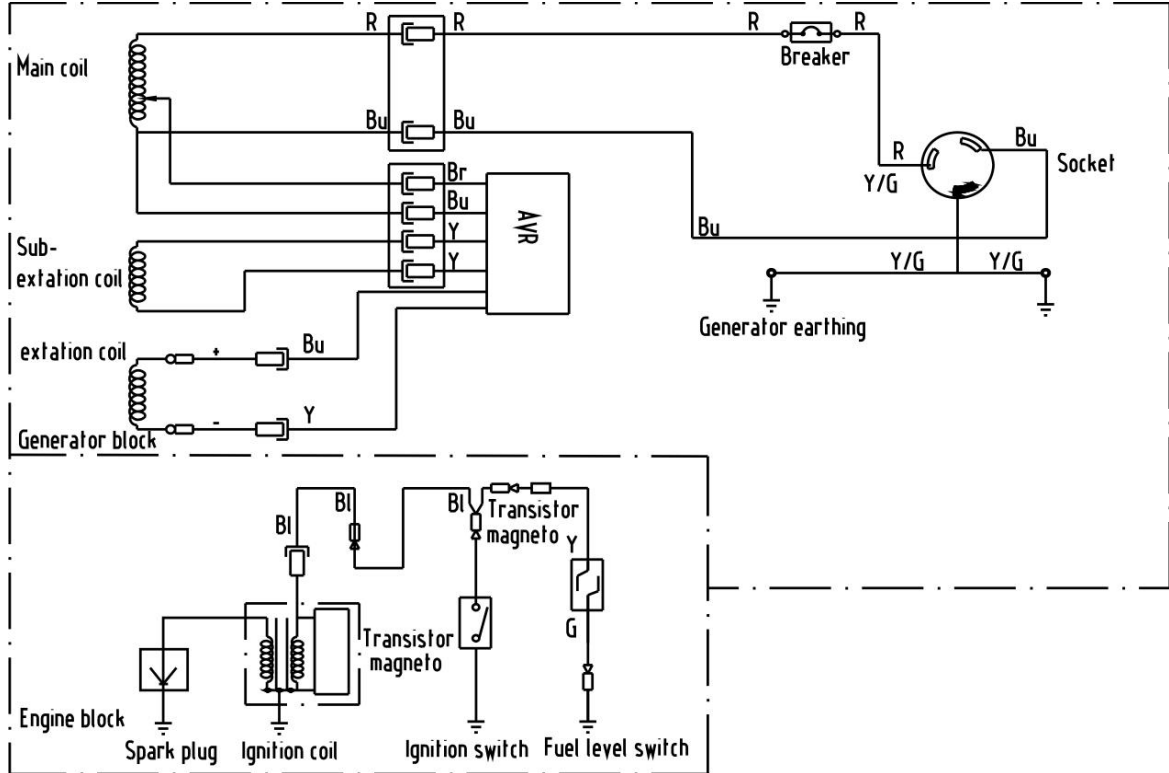 R
R
R
R
Breaker
Main coil
Bu
Bu
Bu
R
Y/G
Socket
Br
Bu
Y
Y
AVR
Sub-
extation coil
Bu
Y/G
Y/G
Generator earthing
extation coil
+
Bu
-
Y
Generator block
Bl
Bl
Bl
Transistor
magneto
Y
G
Transistor
magneto
Engine block
Spark plug
Ignition coil
Ignition switch
Fuel level switch